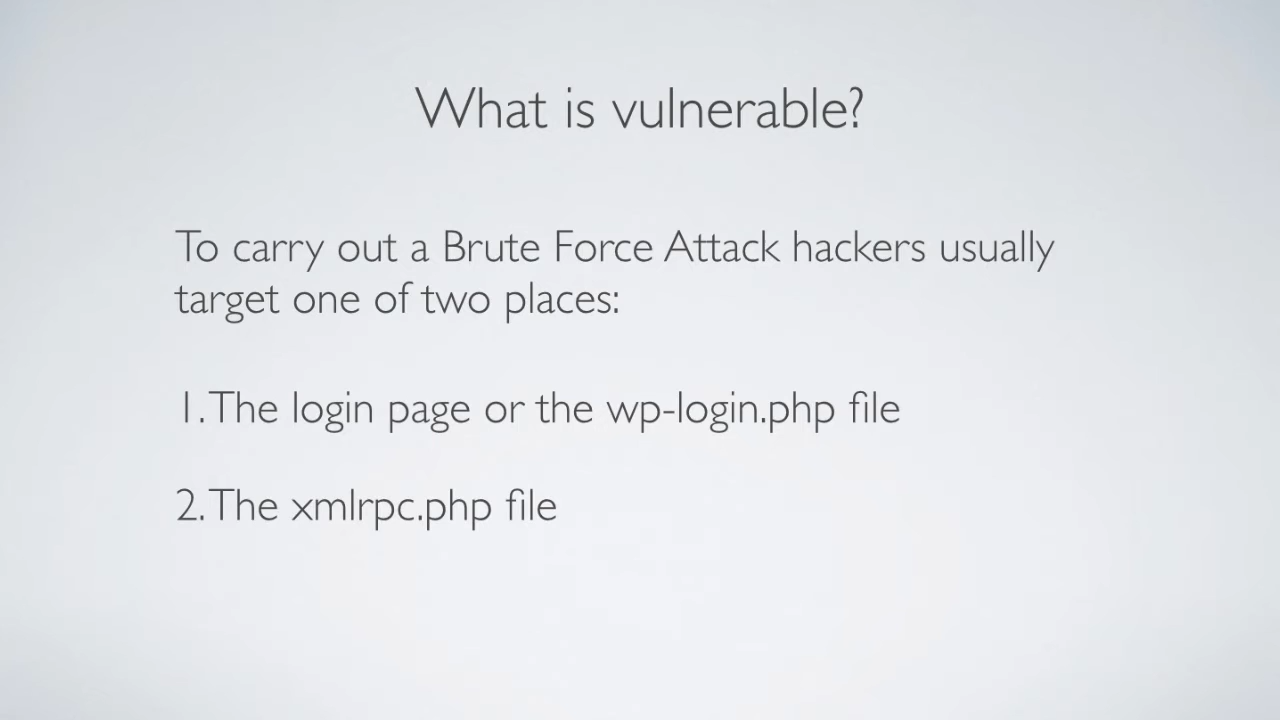 What is vulnerable?
To carry out a Brute Force Attack hackers usually
target one of two places:
1. The login page or the wp-login.php file
2. The xmlrpc.php file